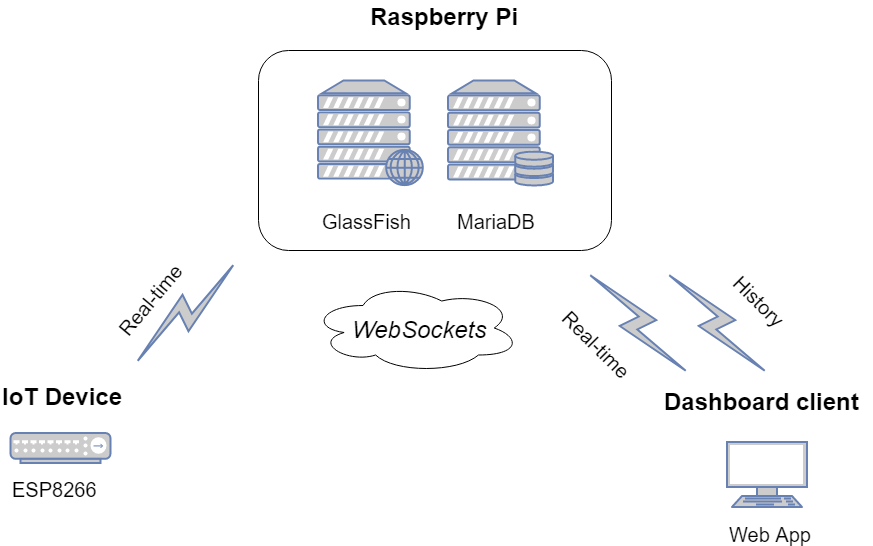 Raspberry Pi
GlassFish
MariaDB
Real-time
WebSockets
Real-time
History
IoT Device
ESP8266
Dashboard client
Web App